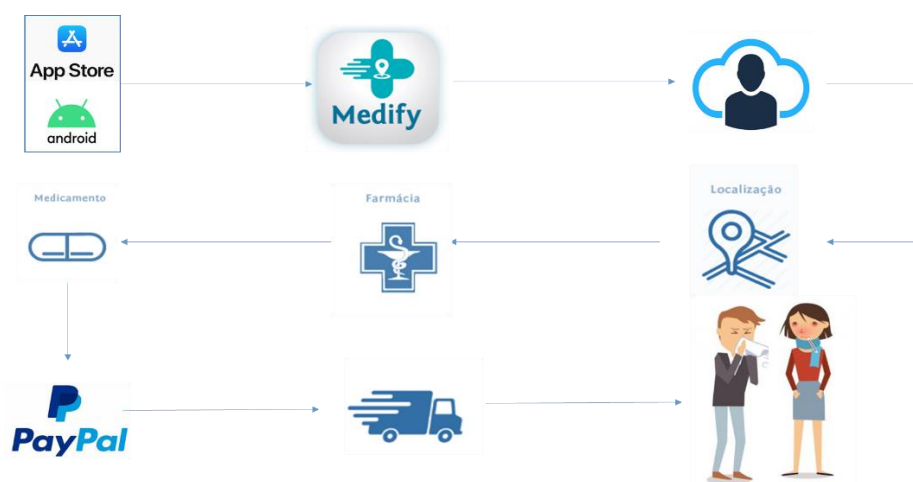 App Store
android
Medify
Medicamento
Farmácia
Localização
PayPal